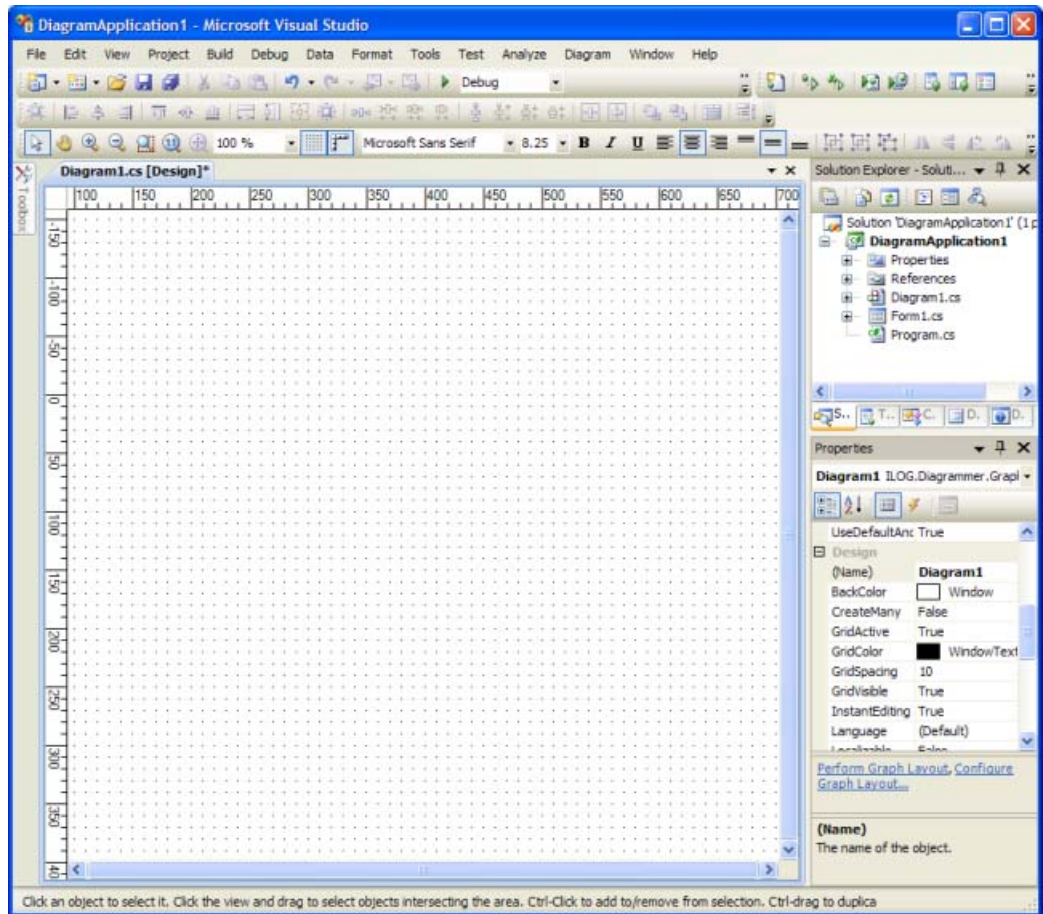 DiagramApplication1 - Microsoft Visual Studio
File Edit View Project Build Debug Data Format Tools Test Analyze Diagram Window Help
Debug
100 % Microsoft Sans Serif 8.25 B I U
Toolbox
Diagram1.cs [Design]*
100 150 200 250 300 350 400 450 500 550 600 650 700
-150
-100
-50
0
50
100
150
200
250
300
350
40
Solution Explorer - Soluti...
Solution 'DiagramApplication1' (1 p
DiagramApplication1
Properties
References
Diagram1.cs
Form1.cs
Program.cs
S.. T.. C. D. D.
Properties
Diagram1 ILOG.Diagrammer.Grapl
UseDefaultAnc True
Design
(Name) Diagram1
BackColor Window
CreateMany False
GridActive True
GridColor WindowText
GridSpacing 10
GridVisible True
InstantEditing True
Language (Default)
Localizable False
Perform Graph Layout, Configure
Graph Layout...
(Name)
The name of the object.
Click an object to select it. Click the view and drag to select objects intersecting the area. Ctrl-Click to add to/remove from selection. Ctrl-drag to duplica